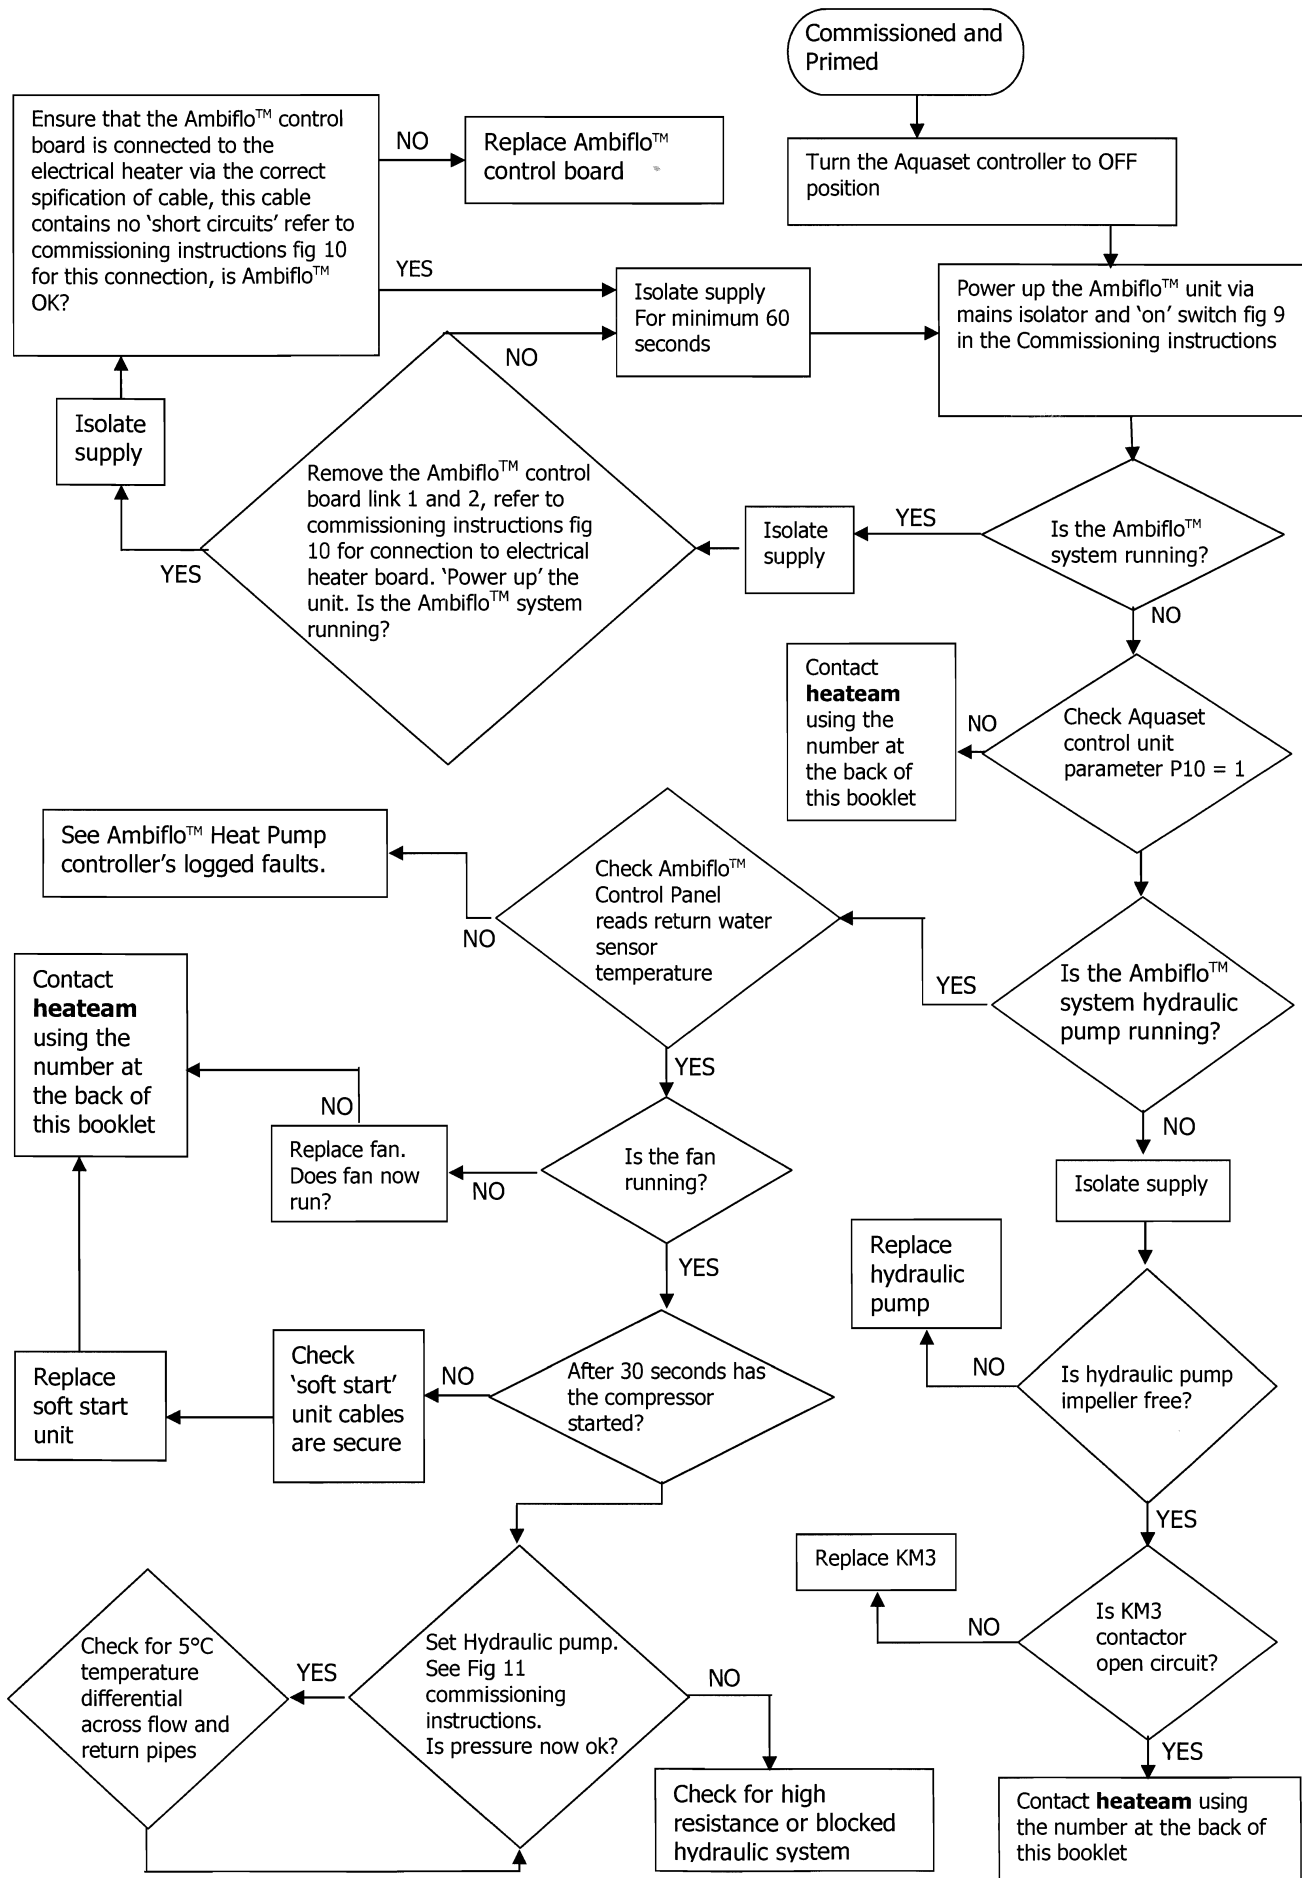 Commissioned and
Primed
Turn the Aquaset controller to OFF
position
Power up the Ambiflo™ unit via
mains isolator and ‘on’ switch fig 9
in the Commissioning instructions
Ensure that the Ambiflo™ control
board is connected to the
electrical heater via the correct
spification of cable, this cable
contains no ‘short circuits’ refer to
commissioning instructions fig 10
for this connection, is Ambiflo™
OK?
NO
Replace Ambiflo™
control board
YES
Isolate supply
For minimum 60
seconds
NO
Isolate
supply
Remove the Ambiflo™ control
board link 1 and 2, refer to
commissioning instructions fig
10 for connection to electrical
heater board. ‘Power up’ the
unit. Is the Ambiflo™ system
running?
YES
Isolate
supply
YES
Is the Ambiflo™
system running?
NO
Contact
heateam
using the
number at
the back of
this booklet
NO
Check Aquaset
control unit
parameter P10 = 1
See Ambiflo™ Heat Pump
controller’s logged faults.
NO
Check Ambiflo™
Control Panel
reads return water
sensor
temperature
YES
Is the Ambiflo™
system hydraulic
pump running?
NO
Contact
heateam
using the
number at
the back of
this booklet
YES
NO
Replace fan.
Does fan now
run?
NO
Is the fan
running?
YES
Isolate supply
Replace
hydraulic
pump
NO
Is hydraulic pump
impeller free?
YES
Replace
soft start
unit
Check
‘soft start’
unit cables
are secure
NO
After 30 seconds has
the compressor
started?
Replace KM3
NO
Is KM3
contactor
open circuit?
YES
Check for 5°C
temperature
differential
across flow and
return pipes
YES
Set Hydraulic pump.
See Fig 11
commissioning
instructions.
Is pressure now ok?
NO
Check for high
resistance or blocked
hydraulic system
Contact heateam using
the number at the back of
this booklet